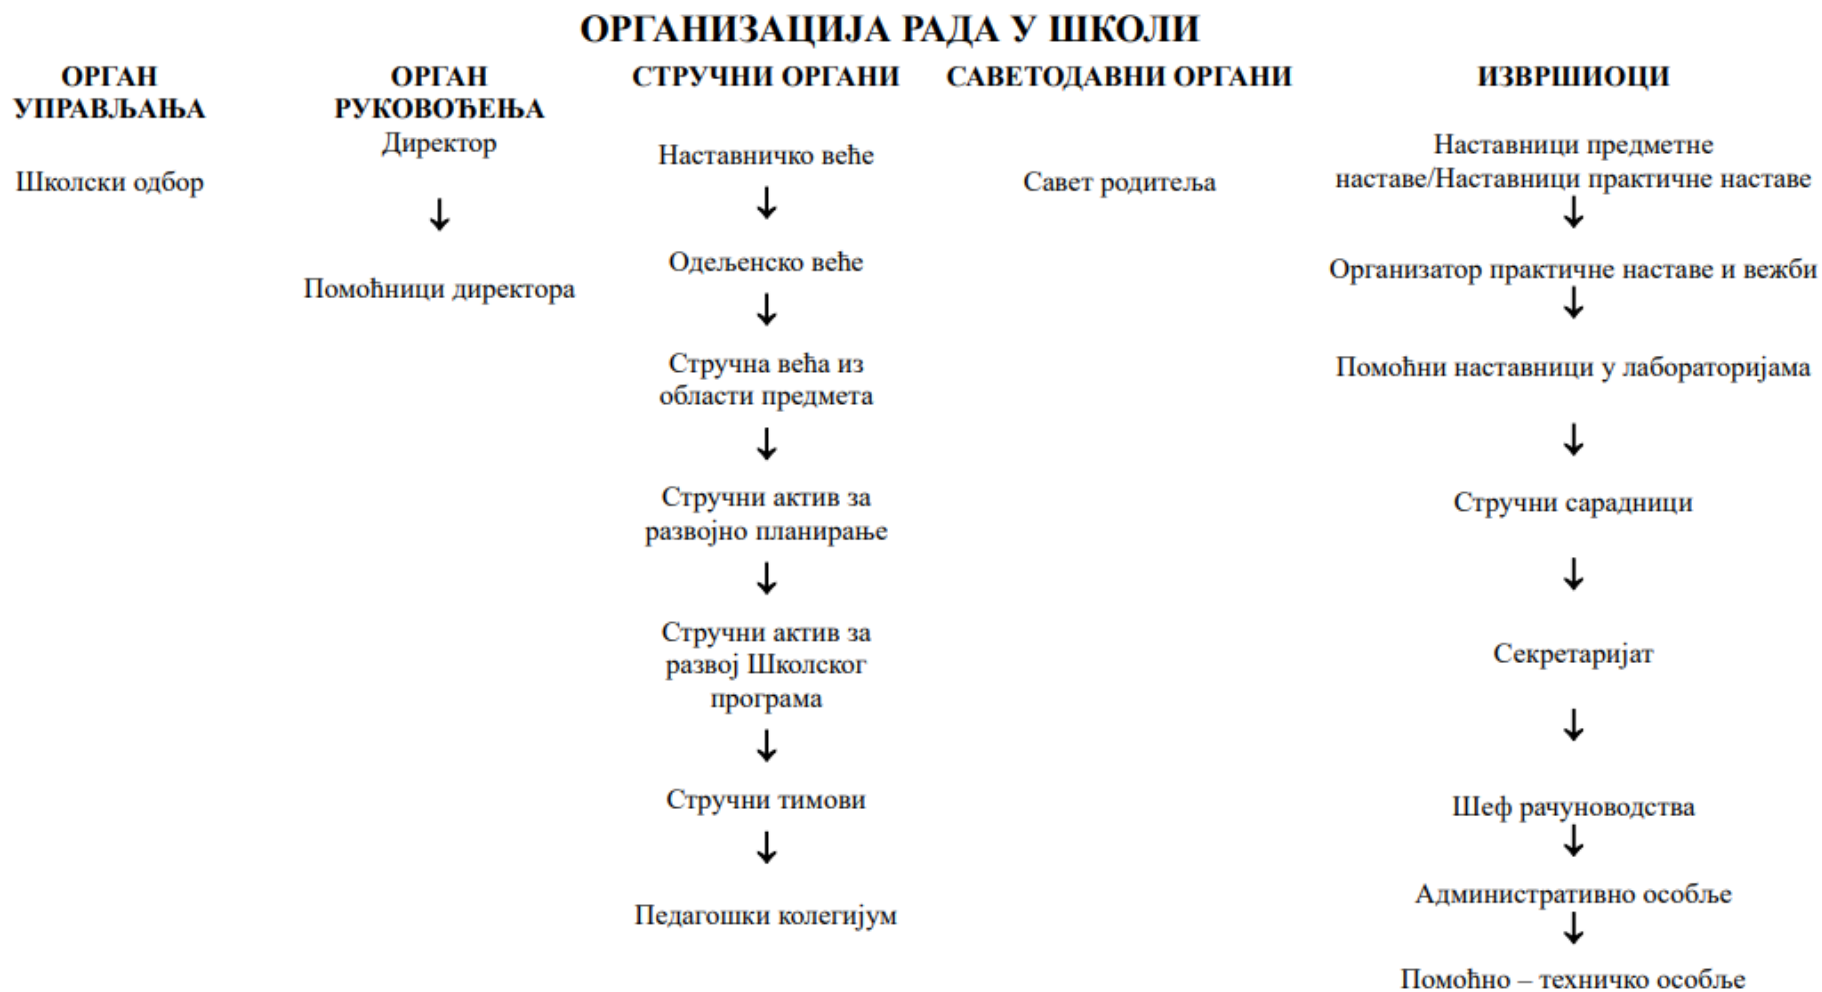 ОРГАНИЗАЦИЈА РАДА У ШКОЛИ
ОРГАН
УПРАВЉАЊА
Школски одбор
ОРГАН
РУКОВОЂЕЊА
Директор
↓
Помоћници директора
СТРУЧНИ ОРГАНИ
Наставничко веће
↓
Одељенско веће
↓
Стручна већа из
области предмета
↓
Стручни актив за
развојно планирање
↓
Стручни актив за
развој Школског
програма
↓
Стручни тимови
↓
Педагошки колегијум
САВЕТОДАВНИ ОРГАНИ
Савет родитеља
ИЗВРШИОЦИ
Наставници предметне
наставе/Наставници практичне наставе
↓
Организатор практичне наставе и вежби
↓
Помоћни наставници у лабораторијама
↓
Стручни сарадници
↓
Секретаријат
↓
Шеф рачуноводства
↓
Административно особље
↓
Помоћно – техничко особље